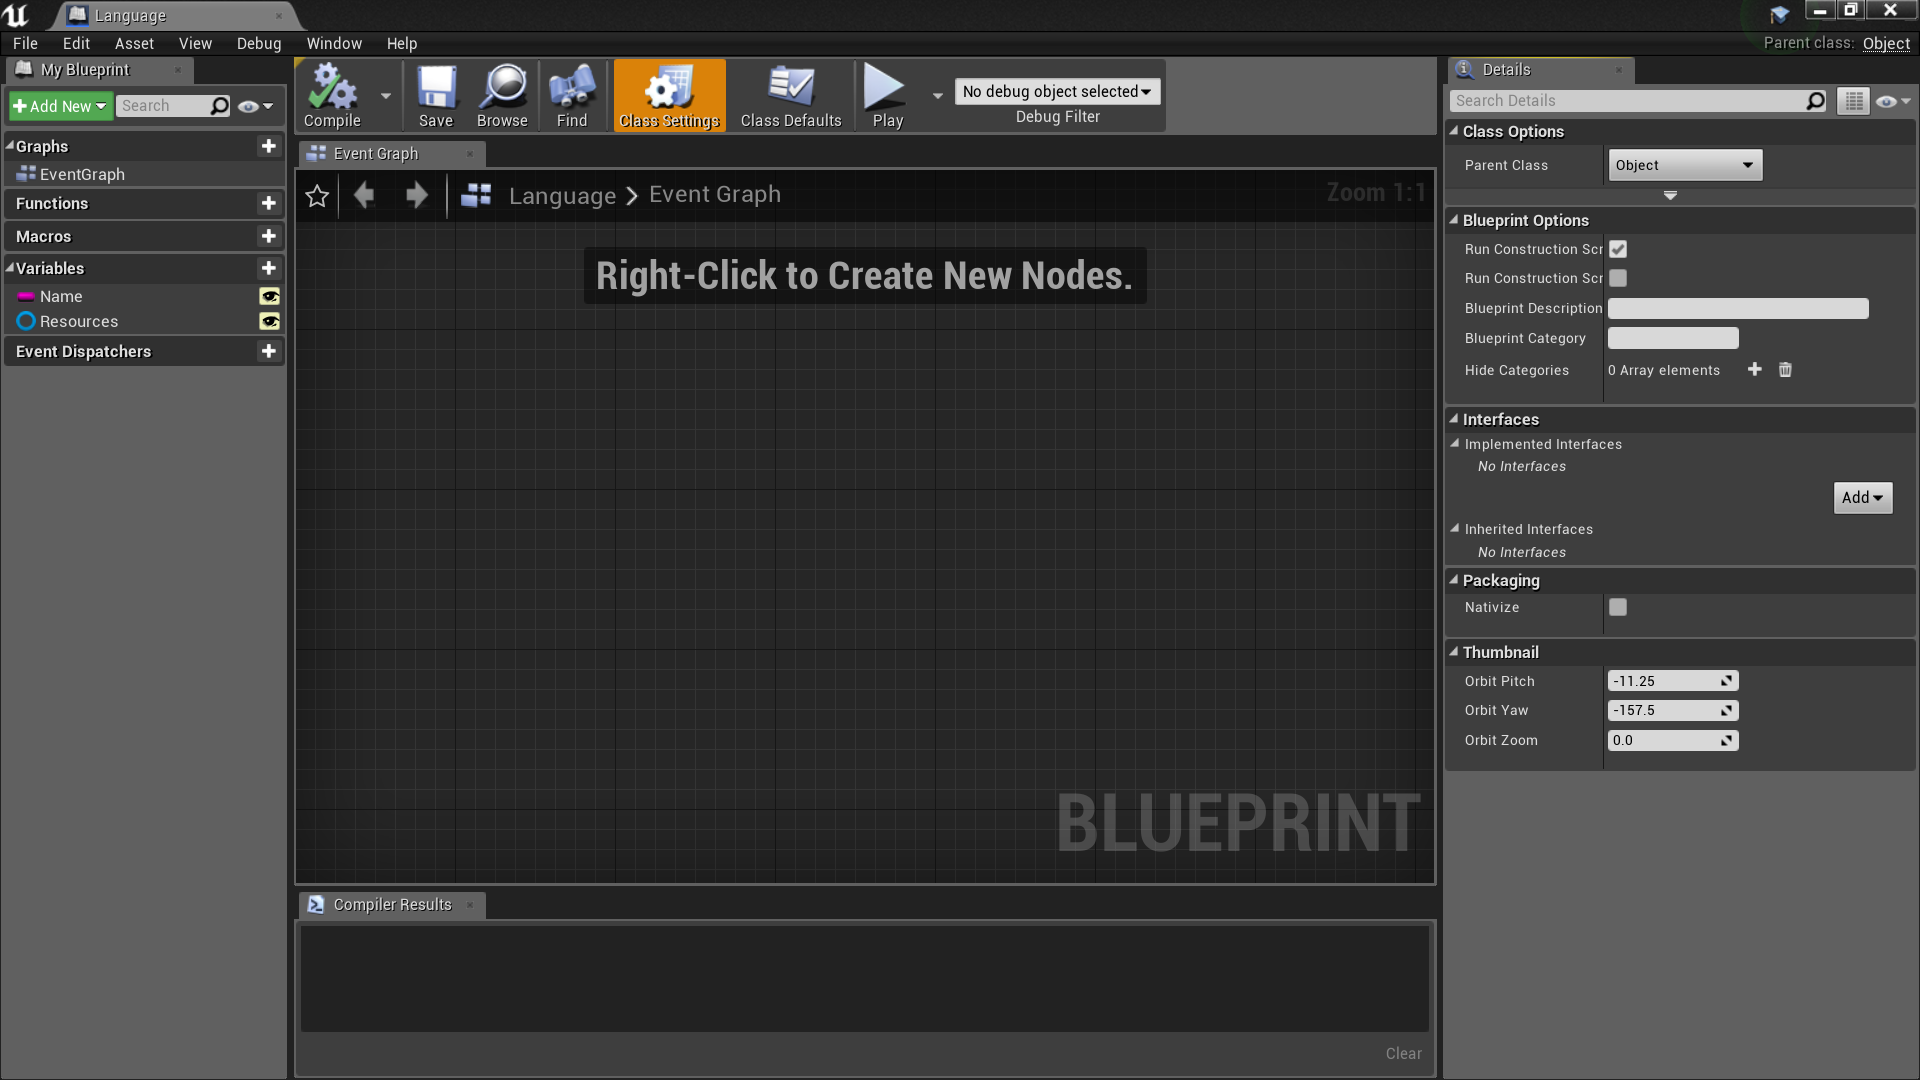 Language
File Edit Asset View Debug Window Help
Parent class: Object
My Blueprint
Add New
Search
Graphs
EventGraph
Functions
Macros
Variables
Name
Resources
Event Dispatchers
Compile
Save
Browse
Find
Class Settings
Class Defaults
Play
No debug object selected
Debug Filter
Event Graph
Language > Event Graph
Zoom 1:1
Right-Click to Create New Nodes.
BLUEPRINT
Compiler Results
Clear
Details
Search Details
Class Options
Parent Class Object
Blueprint Options
Run Construction Scr
Run Construction Scr
Blueprint Description
Blueprint Category
Hide Categories 0 Array elements
Interfaces
Implemented Interfaces
No Interfaces
Add
Inherited Interfaces
No Interfaces
Packaging
Nativize
Thumbnail
Orbit Pitch -11.25
Orbit Yaw -157.5
Orbit Zoom 0.0